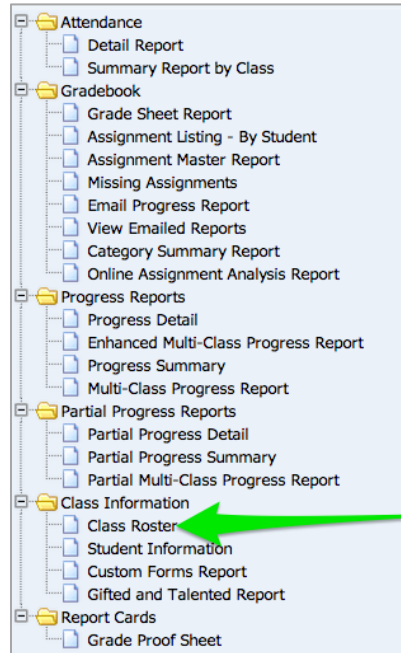 Attendance
Detail Report
Summary Report by Class
Gradebook
Grade Sheet Report
Assignment Listing - By Student
Assignment Master Report
Missing Assignments
Email Progress Report
View Emailed Reports
Category Summary Report
Online Assignment Analysis Report
Progress Reports
Progress Detail
Enhanced Multi-Class Progress Report
Progress Summary
Multi-Class Progress Report
Partial Progress Reports
Partial Progress Detail
Partial Progress Summary
Partial Multi-Class Progress Report
Class Information
Class Roster
Student Information
Custom Forms Report
Gifted and Talented Report
Report Cards
Grade Proof Sheet